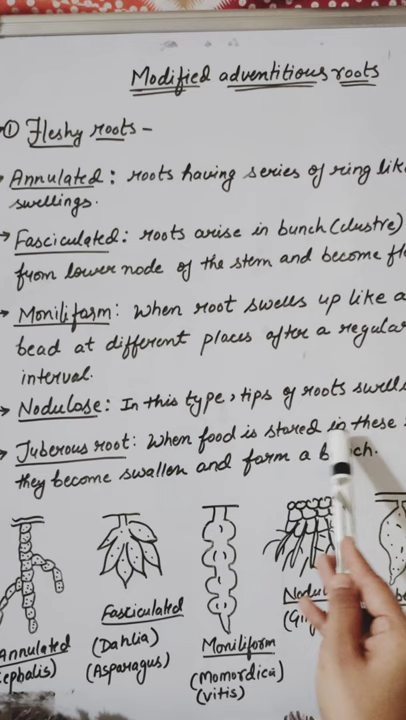 Modified adventitious roots
① Fleshy roots -
Annulated: roots having series of ring like
swellings.
→ Fasciculated: roots arise in bunch (clustre)
from lower node of the stem and become
→ Moniliform: When root swells up like a
bead at different places after a regular
interval.
→ Nodulose: In this type, tips of roots swell
→ Tuberous root: When food is stored in these
they become swallen and form a
Annulated
Fasciculated
(Dahlia)
(Asparagus)
Moniliform
(Momordica)
(Vitis)